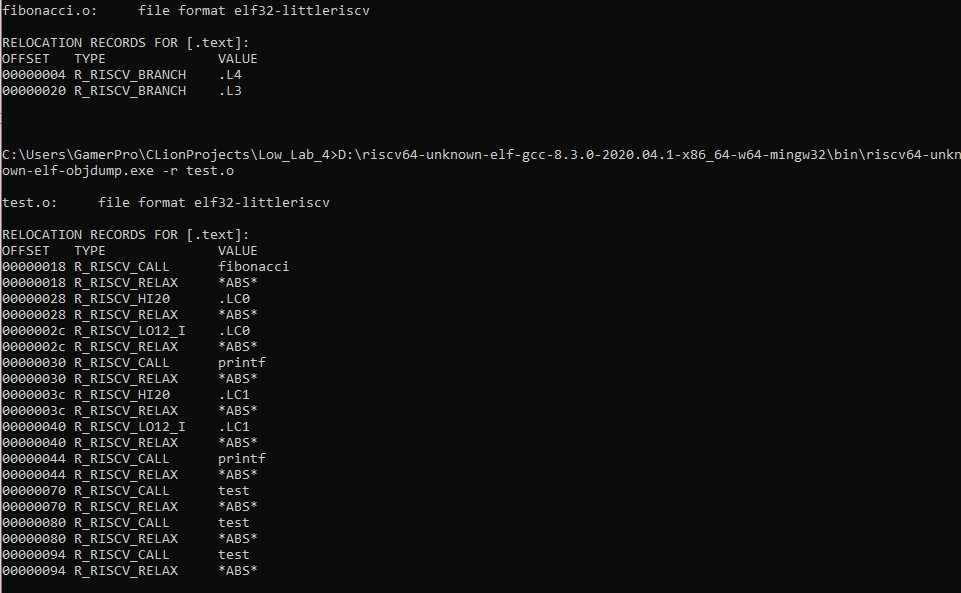 fibonacci.o:     file format elf32-littleriscv
RELOCATION RECORDS FOR [.text]:
OFFSET   TYPE              VALUE
00000004 R_RISCV_BRANCH    .L4
00000020 R_RISCV_BRANCH    .L3
C:\Users\GamerPro\CLionProjects\Low_Lab_4>D:\riscv64-unknown-elf-gcc-8.3.0-2020.04.1-x86_64-w64-mingw32\bin\riscv64-unkn
own-elf-objdump.exe -r test.o
test.o:     file format elf32-littleriscv
RELOCATION RECORDS FOR [.text]:
OFFSET   TYPE              VALUE
00000018 R_RISCV_CALL      fibonacci
00000018 R_RISCV_RELAX     *ABS*
00000028 R_RISCV_HI20      .LC0
00000028 R_RISCV_RELAX     *ABS*
0000002c R_RISCV_LO12_I    .LC0
0000002c R_RISCV_RELAX     *ABS*
00000030 R_RISCV_CALL      printf
00000030 R_RISCV_RELAX     *ABS*
0000003c R_RISCV_HI20      .LC1
0000003c R_RISCV_RELAX     *ABS*
00000040 R_RISCV_LO12_I    .LC1
00000040 R_RISCV_RELAX     *ABS*
00000044 R_RISCV_CALL      printf
00000044 R_RISCV_RELAX     *ABS*
00000070 R_RISCV_CALL      test
00000070 R_RISCV_RELAX     *ABS*
00000080 R_RISCV_CALL      test
00000080 R_RISCV_RELAX     *ABS*
00000094 R_RISCV_CALL      test
00000094 R_RISCV_RELAX     *ABS*